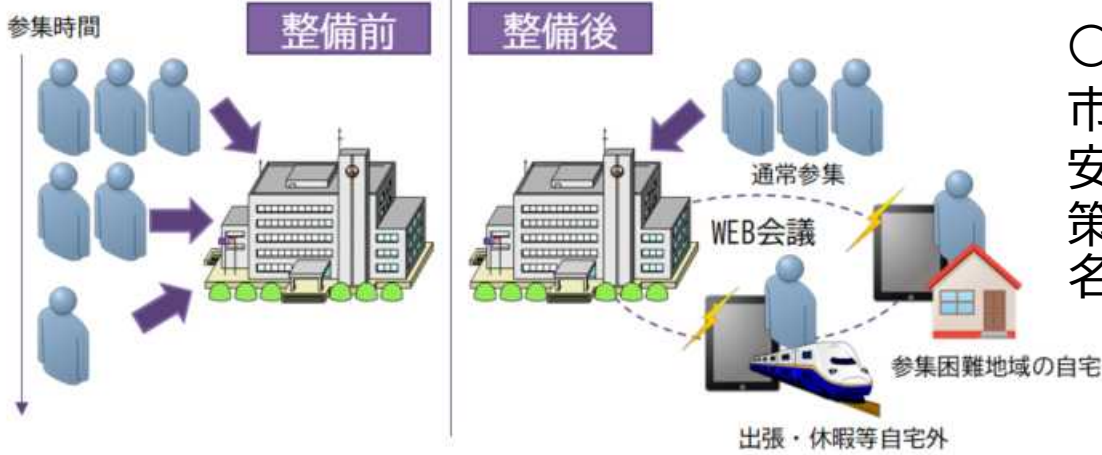 参集時間
整備前
整備後
通常参集
WEB会議
参集困難地域の自宅
出張・休暇等自宅外
○
市
安
策
名